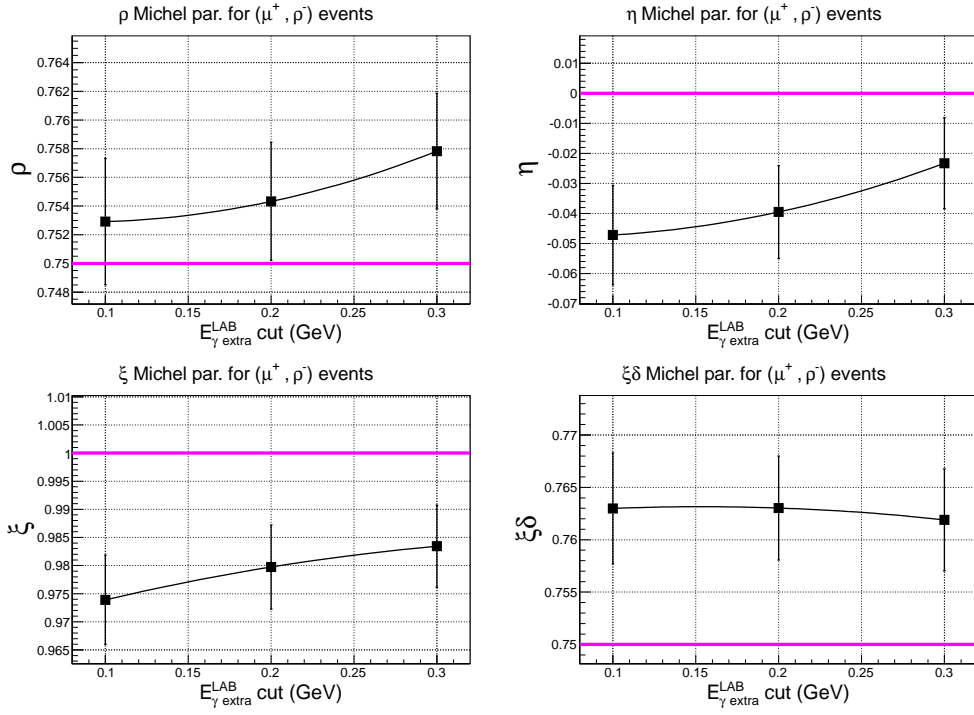 ρ Michel par. for (μ⁺ , ρ⁻) events
0.764
0.762
0.76
0.758
0.756
0.754
0.752
0.75
0.748
ρ
0.1 0.15 0.2 0.25 0.3
E^LAB_γ extra cut (GeV)
η Michel par. for (μ⁺ , ρ⁻) events
0.01
0
-0.01
-0.02
-0.03
-0.04
-0.05
-0.06
-0.07
η
0.1 0.15 0.2 0.25 0.3
E^LAB_γ extra cut (GeV)
ξ Michel par. for (μ⁺ , ρ⁻) events
1.01
1.005
1
0.995
0.99
0.985
0.98
0.975
0.97
0.965
ξ
0.1 0.15 0.2 0.25 0.3
E^LAB_γ extra cut (GeV)
ξδ Michel par. for (μ⁺ , ρ⁻) events
0.77
0.765
0.76
0.755
0.75
ξδ
0.1 0.15 0.2 0.25 0.3
E^LAB_γ extra cut (GeV)